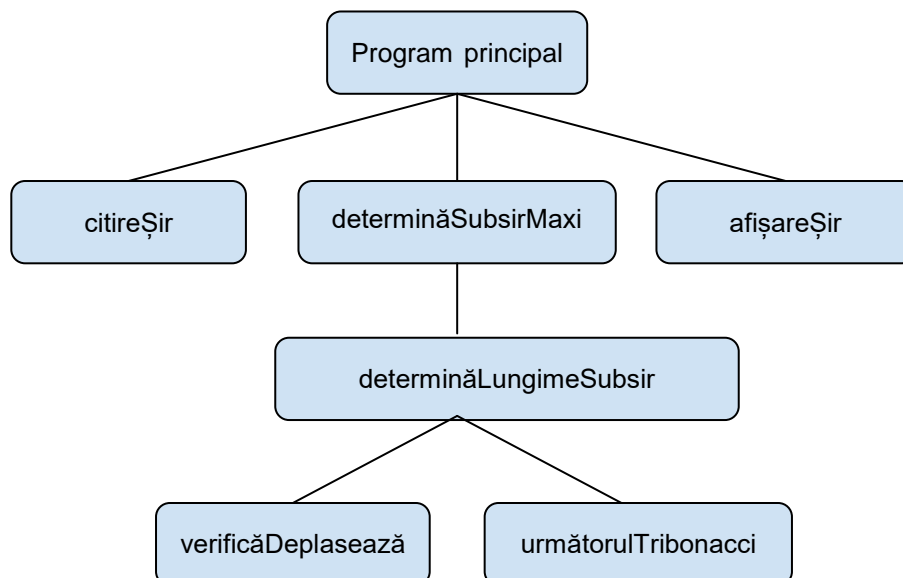 Program principal
citireȘir
determinăSubsirMaxi
afișareȘir
determinăLungimeSubsir
verificăDeplasează
următorulTribonacci